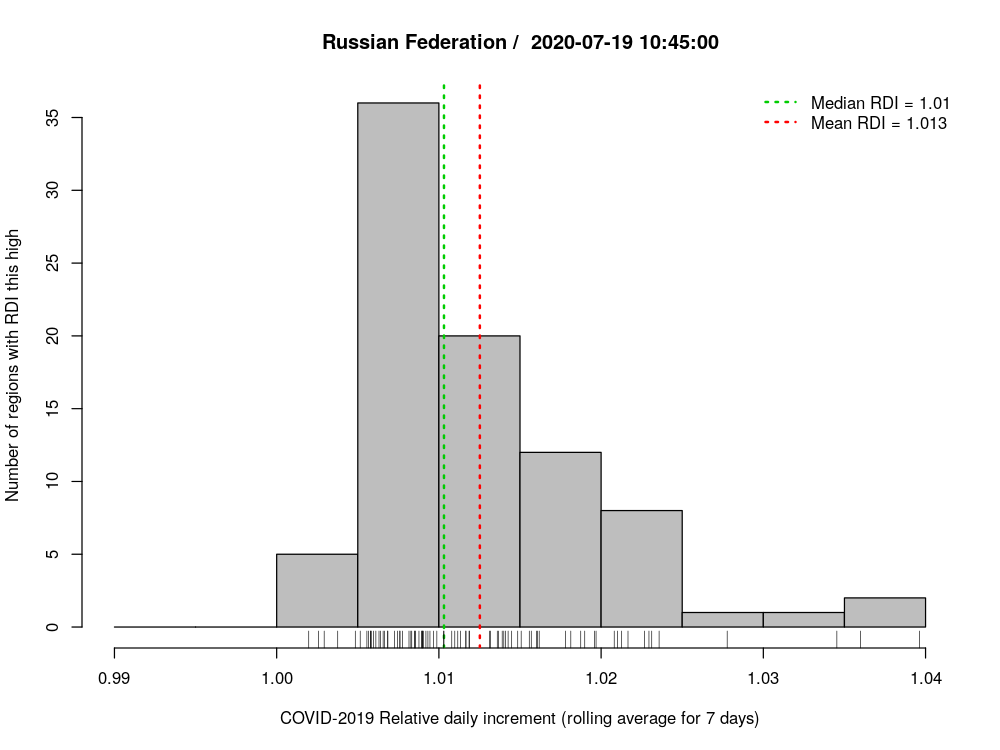 Russian Federation /  2020-07-19 10:45:00
Median RDI = 1.01
Mean RDI = 1.013
Number of regions with RDI this high
35
30
25
20
15
10
5
0
0.99 1.00 1.01 1.02 1.03 1.04
COVID-2019 Relative daily increment (rolling average for 7 days)